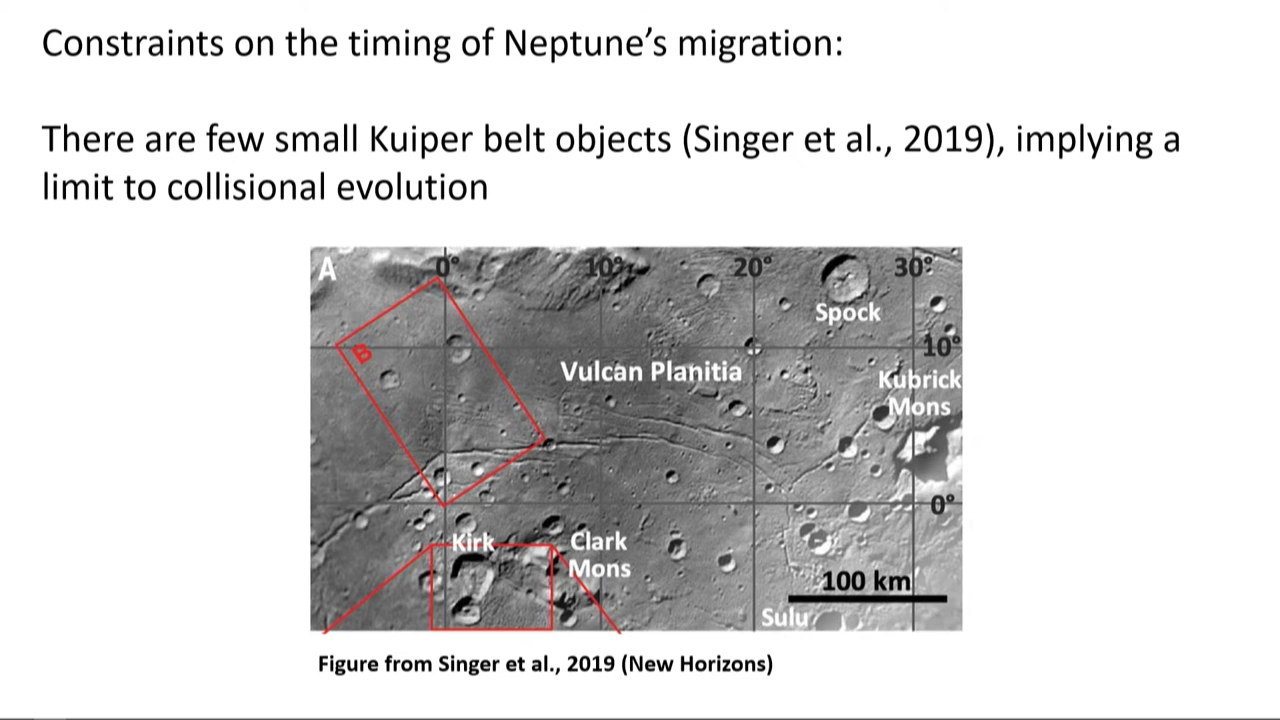 Constraints on the timing of Neptune's migration:
There are few small Kuiper belt objects (Singer et al., 2019), implying a
limit to collisional evolution
A
0°
10°
20°
30°
Spock
B
10°
Vulcan Planitia
Kubrick
Mons
0°
Kirk
Clark
Mons
100 km
Sulu
Figure from Singer et al., 2019 (New Horizons)